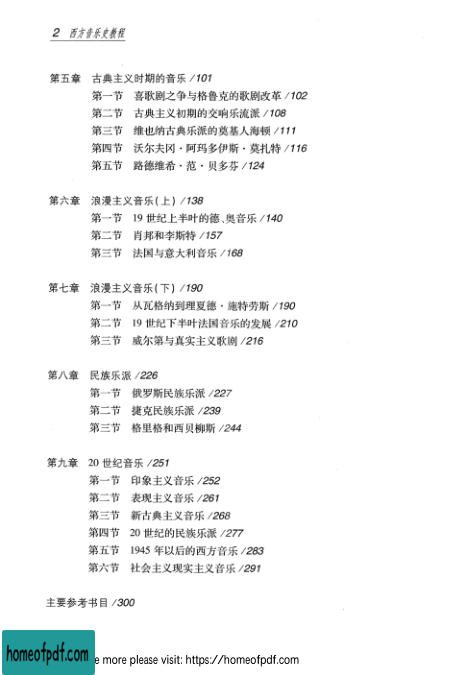 2 西方音乐史教程
第五章 古典主义时期的音乐 /101
第一节 喜歌剧之争与格鲁克的歌剧改革 /102
第二节 古典主义初期的交响乐流派 /108
第三节 维也纳古典乐派的奠基人海顿 /111
第四节 沃尔夫冈·阿玛多伊斯·莫扎特 /116
第五节 路德维希·范·贝多芬 /124
第六章 浪漫主义音乐(上) /138
第一节 19世纪上半叶的德、奥音乐 /140
第二节 肖邦和李斯特 /157
第三节 法国与意大利音乐 /168
第七章 浪漫主义音乐(下) /190
第一节 从瓦格纳到理夏德·施特劳斯 /190
第二节 19世纪下半叶法国音乐的发展 /210
第三节 威尔第与真实主义歌剧 /216
第八章 民族乐派 /226
第一节 俄罗斯民族乐派 /227
第二节 捷克民族乐派 /239
第三节 格里格和西贝柳斯 /244
第九章 20世纪音乐 /251
第一节 印象主义音乐 /252
第二节 表现主义音乐 /261
第三节 新古典主义音乐 /268
第四节 20世纪的民族乐派 /277
第五节 1945年以后的西方音乐 /283
第六节 社会主义现实主义音乐 /291
主要参考书目 /300
homeofpdf.com
e more please visit: https://homeofpdf.com